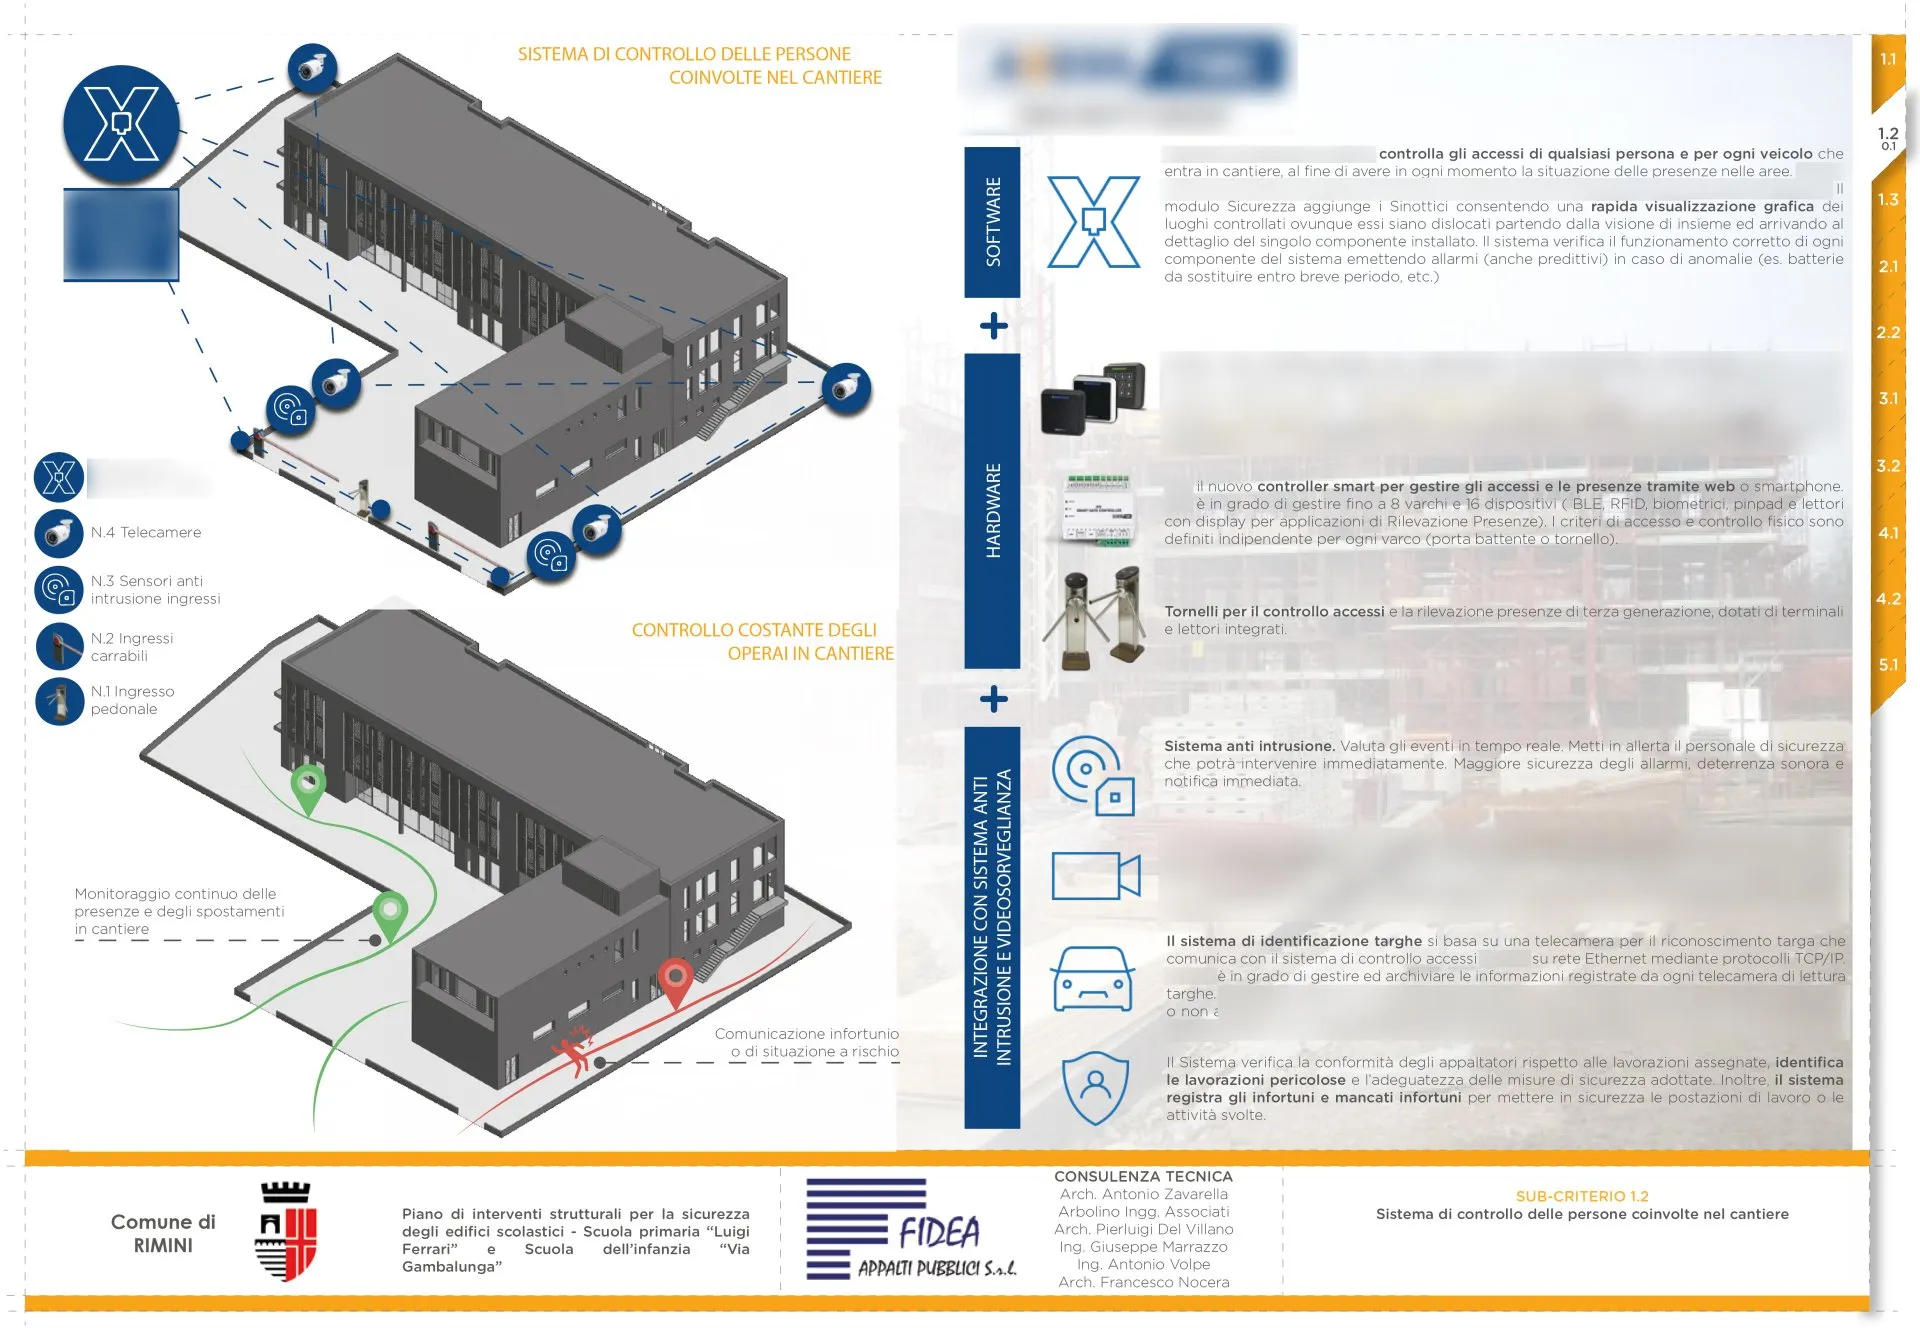 SISTEMA DI CONTROLLO DELLE PERSONE
COINVOLTE NEL CANTIERE
N.4 Telecamere
N.3 Sensori anti
intrusione ingressi
N.2 Ingressi
carrabili
N.1 Ingresso
pedonale
CONTROLLO COSTANTE DEGLI
OPERAI IN CANTIERE
Monitoraggio continuo delle
presenze e degli spostamenti
in cantiere
Comunicazione infortunio
o di situazione a rischio
SOFTWARE
controlla gli accessi di qualsiasi persona e per ogni veicolo che
entra in cantiere, al fine di avere in ogni momento la situazione delle presenze nelle aree.
Il
modulo Sicurezza aggiunge i Sinottici consentendo una rapida visualizzazione grafica dei
luoghi controllati ovunque essi siano dislocati partendo dalla visione di insieme ed arrivando al
dettaglio del singolo componente installato. Il sistema verifica il funzionamento corretto di ogni
componente del sistema emettendo allarmi (anche predittivi) in caso di anomalie (es. batterie
da sostituire entro breve periodo, etc.)
+
HARDWARE
il nuovo controller smart per gestire gli accessi e le presenze tramite web o smartphone.
è in grado di gestire fino a 8 varchi e 16 dispositivi ( BLE, RFID, biometrici, pinpad e lettori
con display per applicazioni di Rilevazione Presenze). I criteri di accesso e controllo fisico sono
definiti indipendente per ogni varco (porta battente o tornello).
Tornelli per il controllo accessi e la rilevazione presenze di terza generazione, dotati di terminali
e lettori integrati.
+
INTEGRAZIONE CON SISTEMA ANTI
INTRUSIONE E VIDEOSORVEGLIANZA
Sistema anti intrusione. Valuta gli eventi in tempo reale. Metti in allerta il personale di sicurezza
che potrà intervenire immediatamente. Maggiore sicurezza degli allarmi, deterrenza sonora e
notifica immediata.
Il sistema di identificazione targhe si basa su una telecamera per il riconoscimento targa che
comunica con il sistema di controllo accessi su rete Ethernet mediante protocolli TCP/IP.
è in grado di gestire ed archiviare le informazioni registrate da ogni telecamera di lettura
targhe.
o non
Il Sistema verifica la conformità degli appaltatori rispetto alle lavorazioni assegnate, identifica
le lavorazioni pericolose e l'adeguatezza delle misure di sicurezza adottate. Inoltre, il sistema
registra gli infortuni e mancati infortuni per mettere in sicurezza le postazioni di lavoro o le
attività svolte.
1.1
1.2
0.1
1.3
2.1
2.2
3.1
3.2
4.1
4.2
5.1
Comune di
RIMINI
Piano di interventi strutturali per la sicurezza
degli edifici scolastici - Scuola primaria “Luigi
Ferrari” e Scuola dell’infanzia “Via
Gambalunga”
FIDEA
APPALTI PUBBLICI S.r.l.
CONSULENZA TECNICA
Arch. Antonio Zavarella
Arbolino Ingg. Associati
Arch. Pierluigi Del Villano
Ing. Giuseppe Marrazzo
Ing. Antonio Volpe
Arch. Francesco Nocera
SUB-CRITERIO 1.2
Sistema di controllo delle persone coinvolte nel cantiere